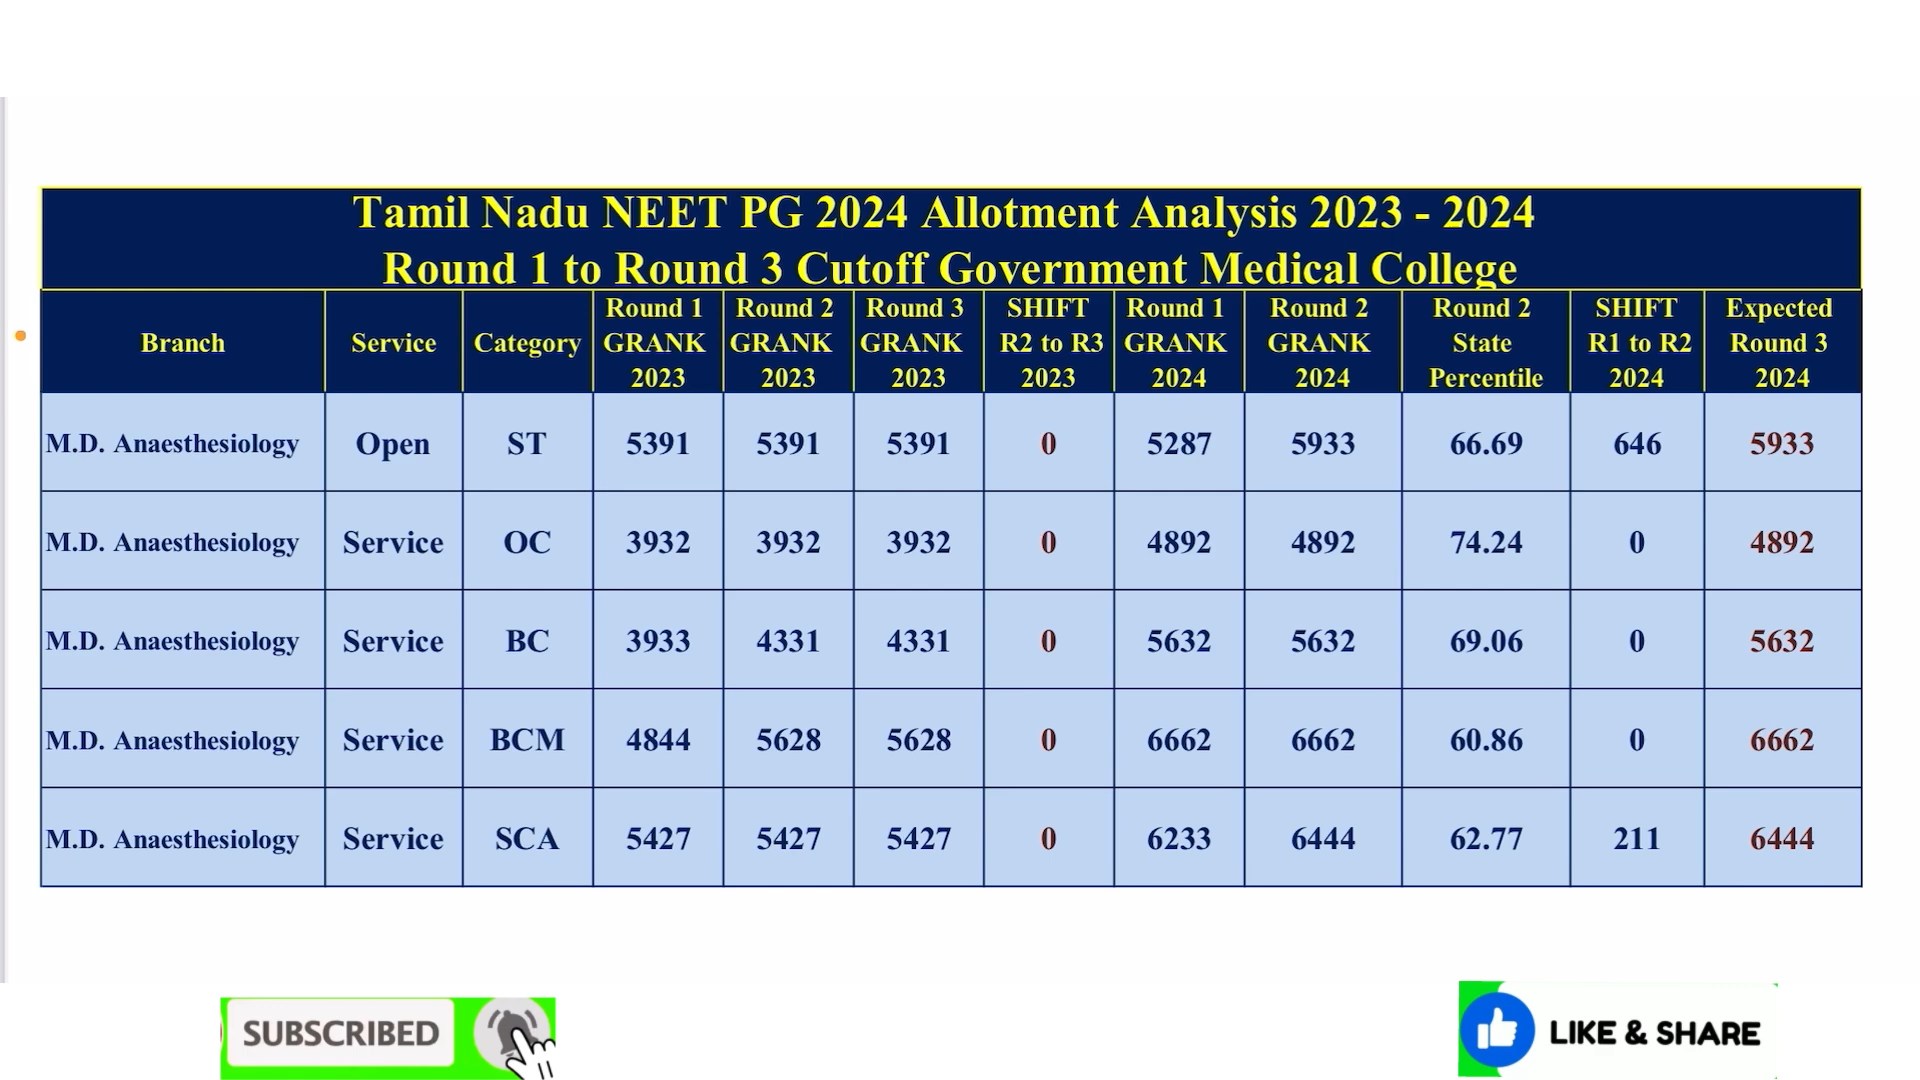 Tamil Nadu NEET PG 2024 Allotment Analysis 2023 - 2024
Round 1 to Round 3 Cutoff Government Medical College
Branch Service Category Round 1 GRANK 2023 Round 2 GRANK 2023 Round 3 GRANK 2023 SHIFT R2 to R3 2023 Round 1 GRANK 2024 Round 2 GRANK 2024 Round 2 State Percentile SHIFT R1 to R2 2024 Expected Round 3 2024
M.D. Anaesthesiology Open ST 5391 5391 5391 0 5287 5933 66.69 646 5933
M.D. Anaesthesiology Service OC 3932 3932 3932 0 4892 4892 74.24 0 4892
M.D. Anaesthesiology Service BC 3933 4331 4331 0 5632 5632 69.06 0 5632
M.D. Anaesthesiology Service BCM 4844 5628 5628 0 6662 6662 60.86 0 6662
M.D. Anaesthesiology Service SCA 5427 5427 5427 0 6233 6444 62.77 211 6444
SUBSCRIBED
LIKE & SHARE